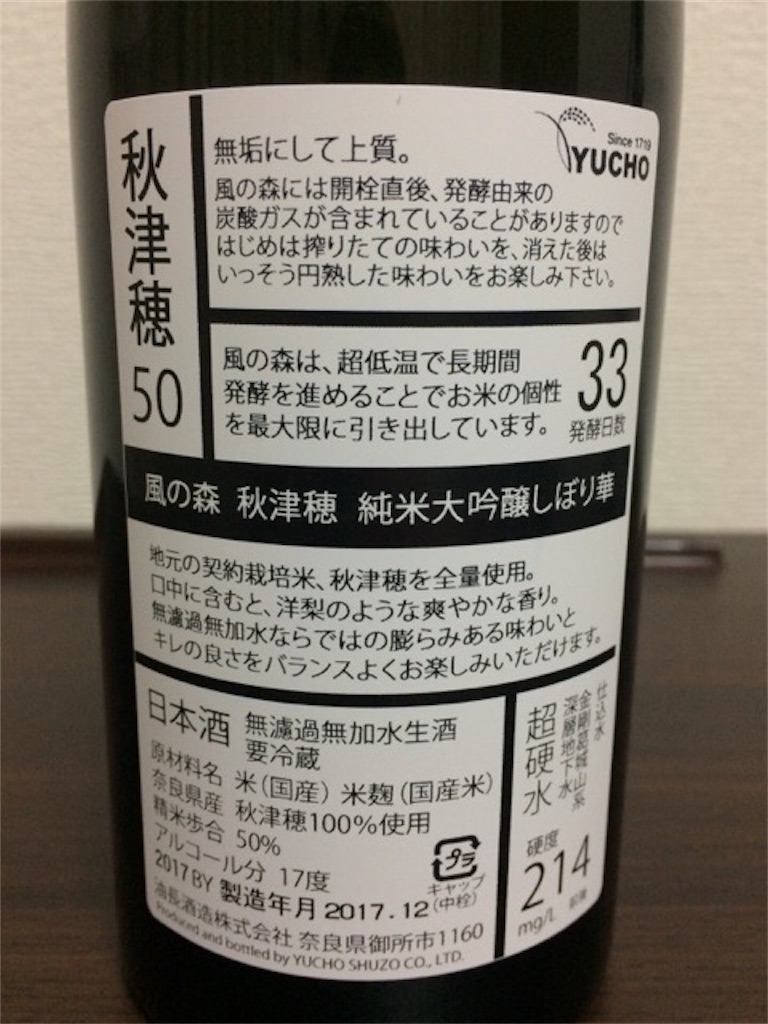 秋津穂
50
無垢にして上質。
Since 1719
YUCHO
風の森には開栓直後、発酵由来の
炭酸ガスが含まれていることがありますので
はじめは搾りたての味わいを、消えた後は
いっそう円熟した味わいをお楽しみ下さい。
風の森は、超低温で長期間
発酵を進めることでお米の個性
を最大限に引き出しています。
33
発酵日数
風の森 秋津穂 純米大吟醸しぼり華
地元の契約栽培米、秋津穂を全量使用。
口中に含むと、洋梨のような爽やかな香り。
無濾過無加水ならではの膨らみある味わいと
キレの良さをバランスよくお楽しみいただけます。
日本酒 無濾過無加水生酒
要冷蔵
原材料名 米(国産) 米麹(国産米)
奈良県産 秋津穂100%使用
精米歩合 50%
アルコール分 17度
2017BY 製造年月 2017.12
プラ
キャップ
(中栓)
油長酒造株式会社 奈良県御所市1160
Produced and bottled by YUCHO SHUZO CO., LTD.
仕込水
金剛葛城山系
深層地下水
超硬水
硬度
214
mg/L